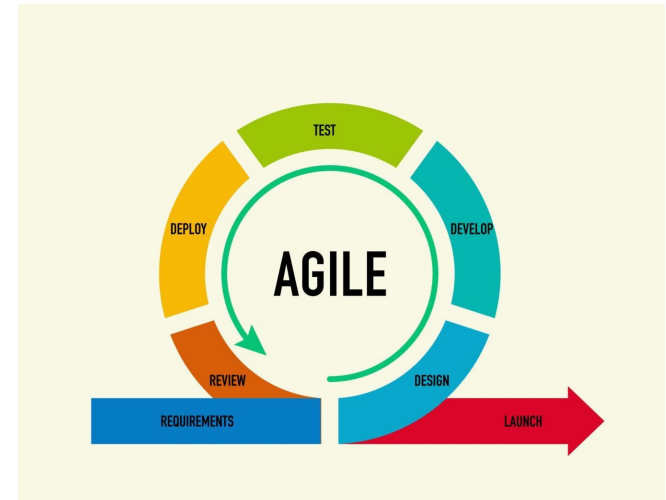 TEST
DEPLOY
DEVELOP
AGILE
REVIEW
DESIGN
REQUIREMENTS
LAUNCH